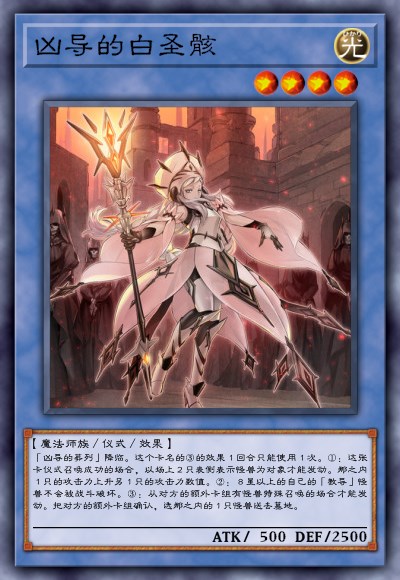 凶导的白圣骸
ひかり
光
【魔法师族／仪式／效果】
「凶导的葬列」降临。这个卡名的③的效果1回合只能使用1次。①：这张
卡仪式召唤成功的场合，以场上2只表侧表示怪兽为对象才能发动。那之内
1只的攻击力上升另1只的攻击力数值。②：8星以上的自己的「教导」怪
兽不会被战斗破坏。③：从对方的额外卡组有怪兽特殊召唤的场合才能发
动。把对方的额外卡组确认，选那之内的1只怪兽送去墓地。
ATK/ 500 DEF/2500